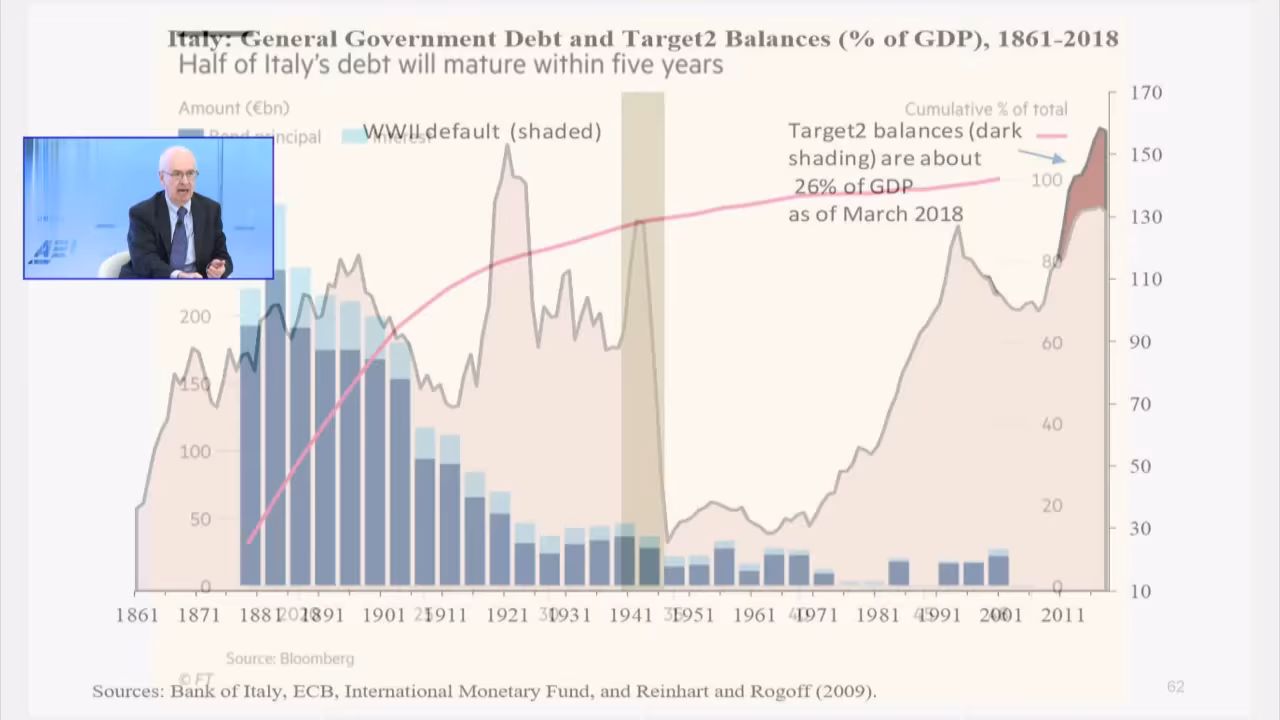 Italy: General Government Debt and Target2 Balances (% of GDP), 1861-2018
Half of Italy's debt will mature within five years
Amount (€bn)
Cumulative % of total
principal
WWII default (shaded)
Target2 balances (dark
shading) are about
26% of GDP
as of March 2018
AEI
170
150
130
110
90
70
50
30
10
100
80
60
40
20
0
200
150
100
50
0
1861 1871 1881 1891 1901 1911 1921 1931 1941 1951 1961 1971 1981 1991 2001 2011
Source: Bloomberg
© FT
Sources: Bank of Italy, ECB, International Monetary Fund, and Reinhart and Rogoff (2009).
62